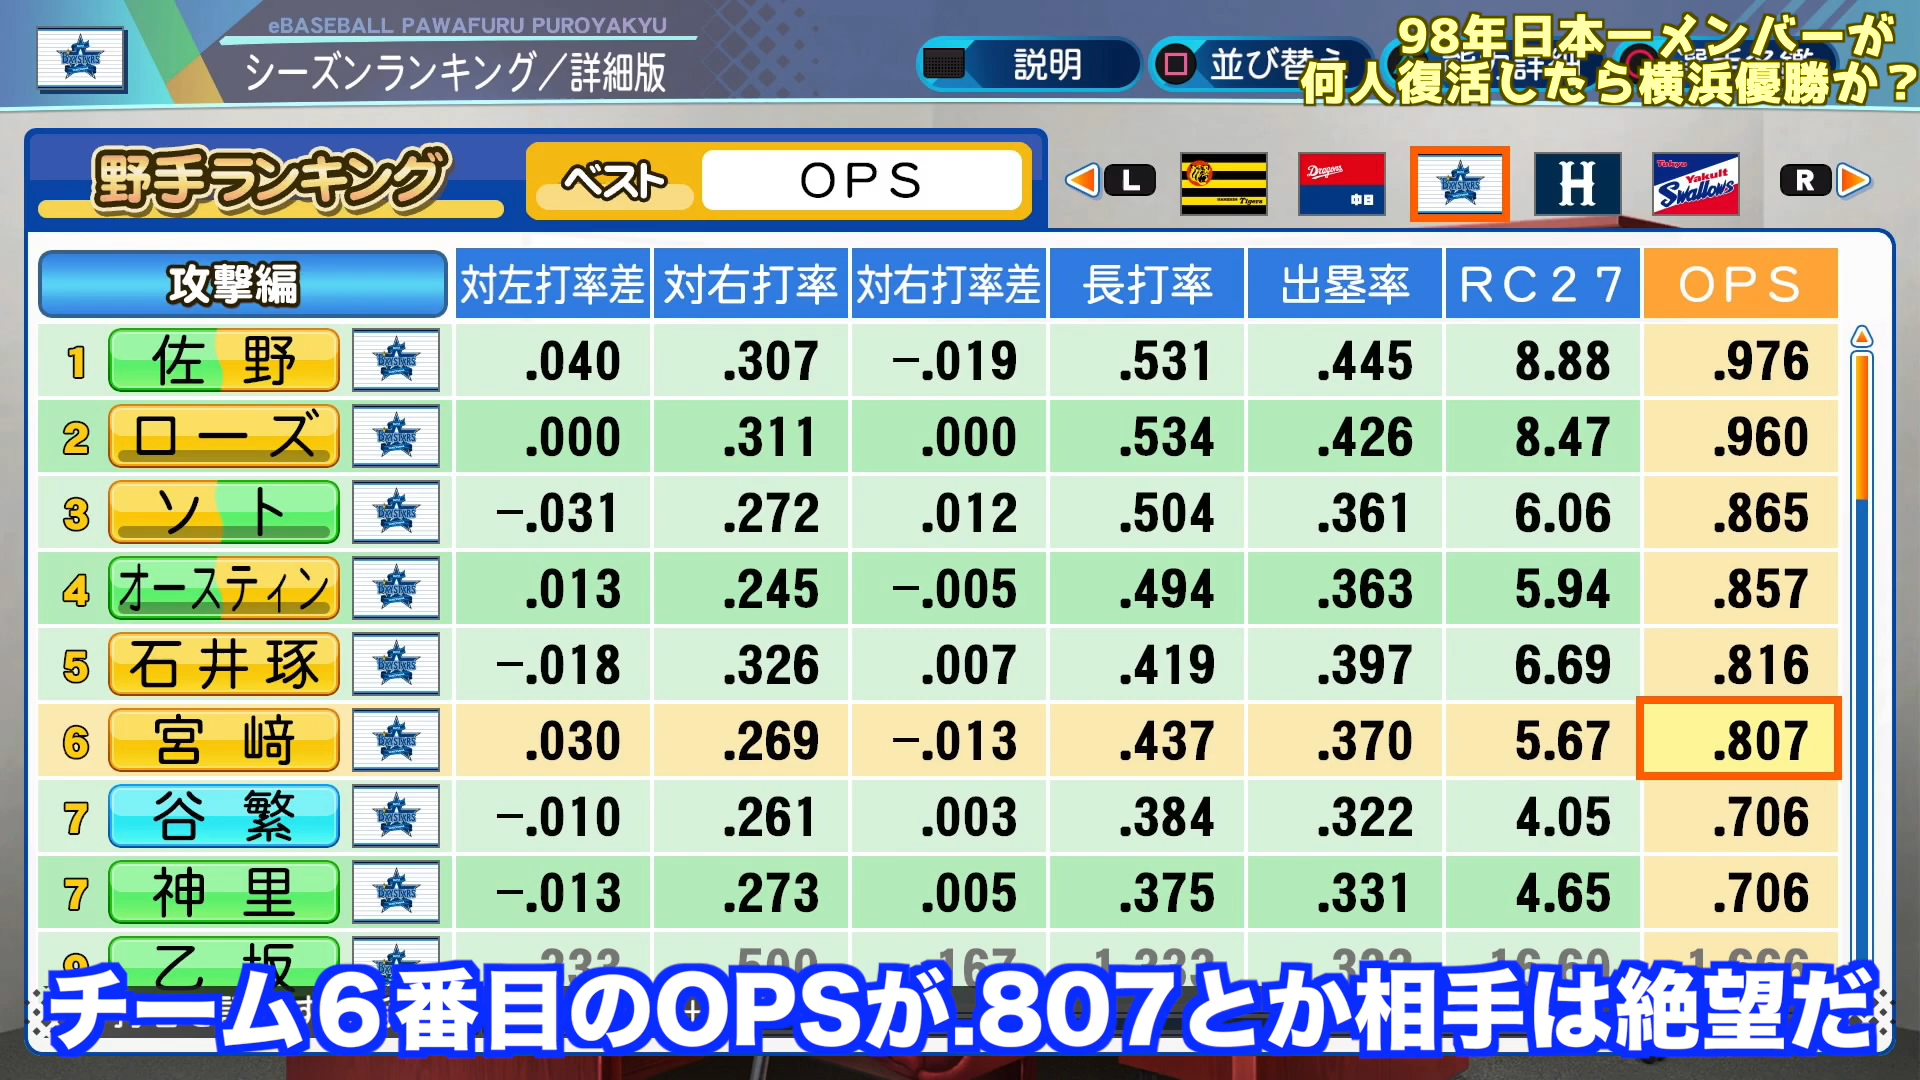 eBASEBALL PAWAFURU PUROYAKYU
シーズンランキング／詳細版
説明
並び替え
98年日本一メンバーが
何人復活したら横浜優勝か？
野手ランキング
ベスト
OPS
L
R
攻撃編 対左打率差 対右打率 対右打率差 長打率 出塁率 RC27 OPS
1 佐野 .040 .307 -.019 .531 .445 8.88 .976
2 ローズ .000 .311 .000 .534 .426 8.47 .960
3 ソト -.031 .272 .012 .504 .361 6.06 .865
4 オースティン .013 .245 -.005 .494 .363 5.94 .857
5 石井琢 -.018 .326 .007 .419 .397 6.69 .816
6 宮﨑 .030 .269 -.013 .437 .370 5.67 .807
7 谷繁 -.010 .261 .003 .384 .322 4.05 .706
7 神里 -.013 .273 .005 .375 .331 4.65 .706
乙坂
チーム６番目のOPSが.807とか相手は絶望だ